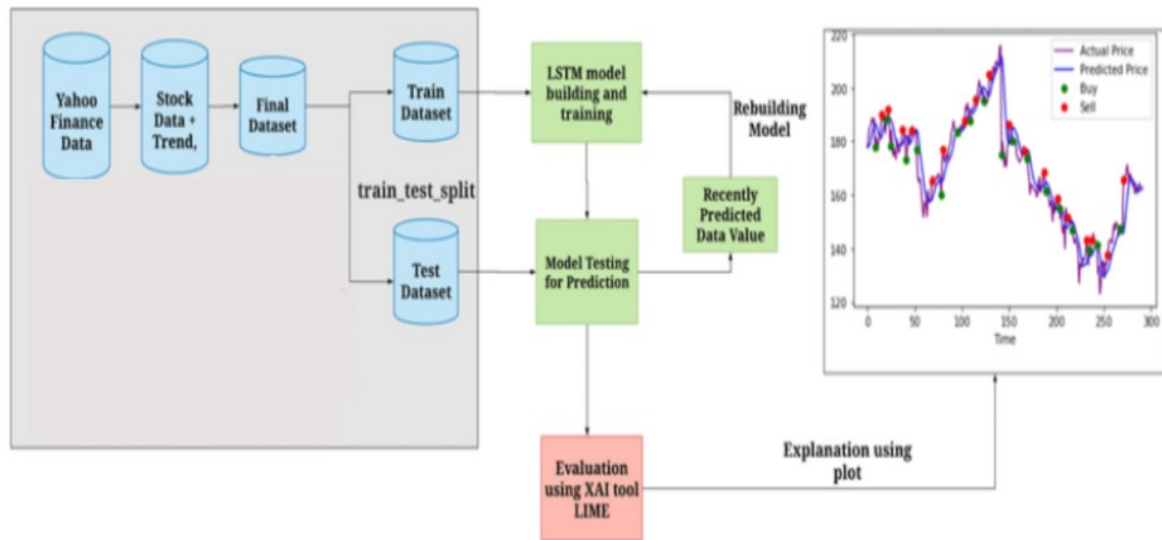 Yahoo
Finance
Data
Stock
Data +
Trend,
Final
Dataset
Train
Dataset
train_test_split
Test
Dataset
LSTM model
building and
training
Model Testing
for Prediction
Rebuilding
Model
Recently
Predicted
Data Value
Evaluation
using XAI tool
LIME
Explanation using
plot
220
200
180
160
140
120
0
50
100
150
200
250
300
Time
Actual Price
Predicted Price
Buy
Sell